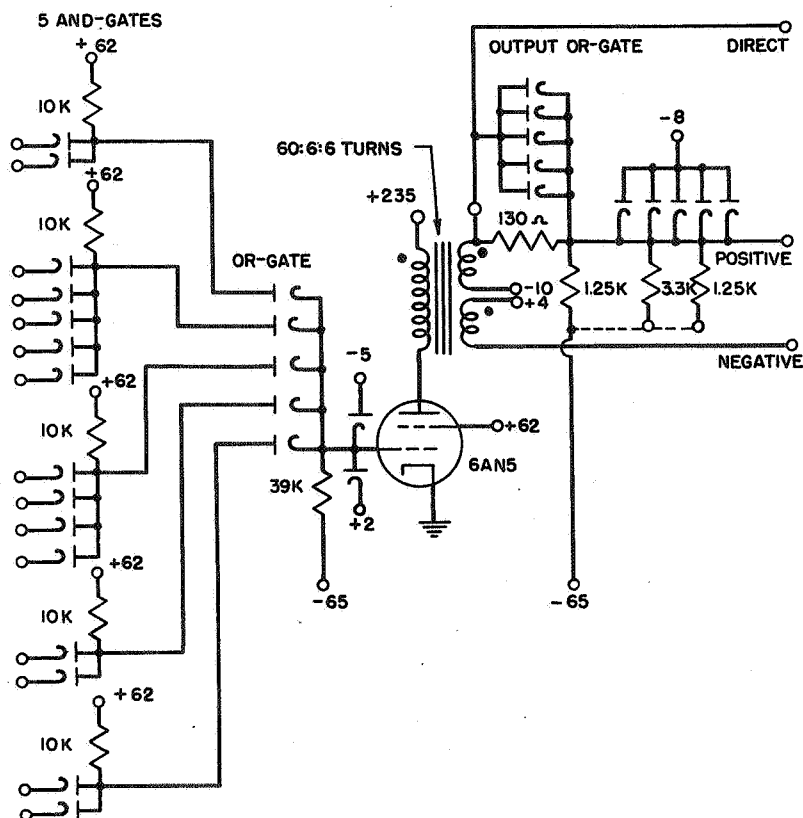 5 AND-GATES
+62
10K
+62
10K
+62
10K
+62
10K
+62
10K
OR-GATE
60:6:6 TURNS
+235
-5
39K
+2
-65
6AN5
+62
OUTPUT OR-GATE
DIRECT
-8
130 Ω
POSITIVE
-10
+4
1.25K
3.3K
1.25K
NEGATIVE
-65